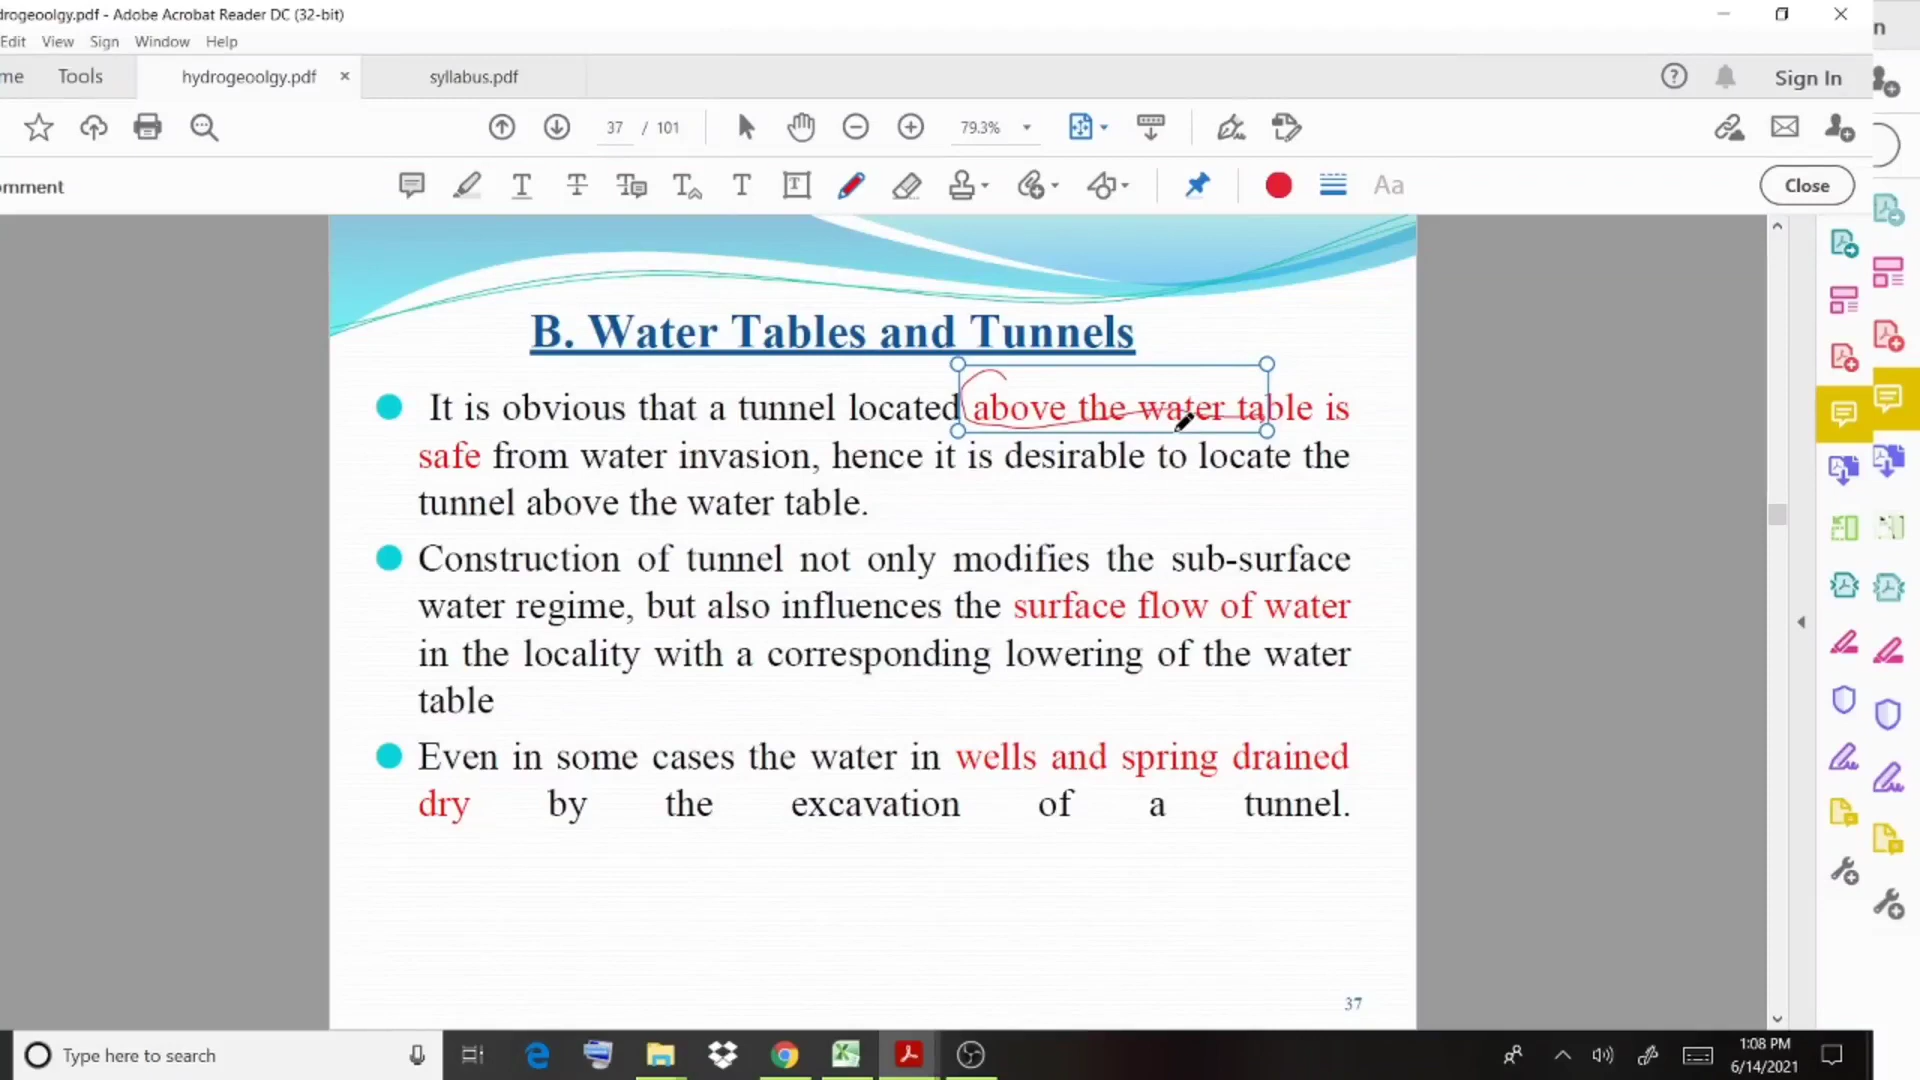 drogeoolgy.pdf - Adobe Acrobat Reader DC (32-bit)
Edit View Sign Window Help
me Tools hydrogeoolgy.pdf × syllabus.pdf Sign In
37 / 101 79.3%
omment Close
B. Water Tables and Tunnels
It is obvious that a tunnel located above the water table is
safe from water invasion, hence it is desirable to locate the
tunnel above the water table.
Construction of tunnel not only modifies the sub-surface
water regime, but also influences the surface flow of water
in the locality with a corresponding lowering of the water
table
Even in some cases the water in wells and spring drained
dry by the excavation of a tunnel.
37
Type here to search
1:08 PM
6/14/2021